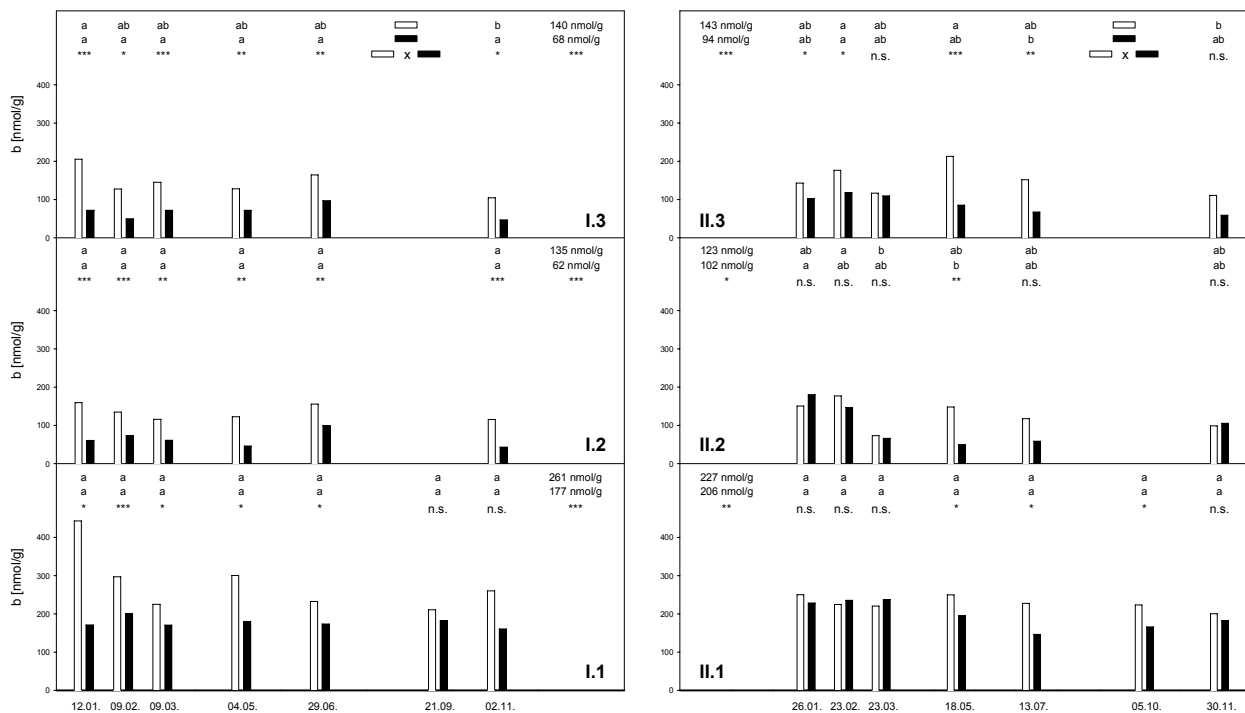 a ab ab ab ab b 140 nmol/g
a a a a a a 68 nmol/g
*** * *** ** ** x * ***
400
300
200
100
0
b [nmol/g]
I.3
143 nmol/g ab a ab a ab b
94 nmol/g ab a ab ab b ab
*** * * n.s. *** ** x n.s.
II.3
a a a a a a 135 nmol/g
a a a a a a 62 nmol/g
*** *** ** ** ** *** ***
400
300
200
100
0
b [nmol/g]
I.2
123 nmol/g ab a b ab ab ab
102 nmol/g a ab ab b ab ab
* n.s. n.s. n.s. ** n.s. n.s.
400
300
200
100
0
II.2
a a a a a a a 261 nmol/g
a a a a a a a 177 nmol/g
* *** * * * n.s. n.s. ***
400
300
200
100
0
b [nmol/g]
I.1
12.01. 09.02. 09.03. 04.05. 29.06. 21.09. 02.11.
227 nmol/g a a a a a a a
206 nmol/g a a a a a a a
** n.s. n.s. n.s. * * * n.s.
400
300
200
100
0
II.1
26.01. 23.02. 23.03. 18.05. 13.07. 05.10. 30.11.